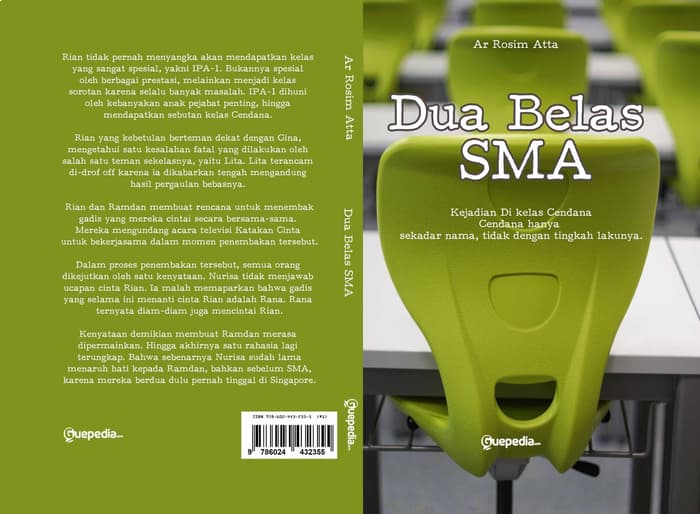 Rian tidak pernah menyangka akan mendapatkan kelas
yang sangat spesial, yakni IPA-1. Bukannya spesial
oleh berbagai prestasi, melainkan menjadi kelas
sorotan karena selalu banyak masalah. IPA-1 dihuni
oleh kebanyakan anak pejabat penting, hingga
mendapatkan sebutan kelas Cendana.
Rian yang kebetulan berteman dekat dengan Gina,
mengetahui satu kesalahan fatal yang dilakukan oleh
salah satu teman sekelasnya, yaitu Lita. Lita terancam
di-drof off karena ia dikabarkan tengah mengandung
hasil pergaulan bebasnya.
Rian dan Ramdan membuat rencana untuk menembak
gadis yang mereka cintai secara bersama-sama.
Mereka mengundang acara televisi Katakan Cinta
untuk bekerjasama dalam momen penembakan tersebut.
Dalam proses penembakan tersebut, semua orang
dikejutkan oleh satu kenyataan. Nurisa tidak menjawab
ucapan cinta Rian. Ia malah memaparkan bahwa gadis
yang selama ini menanti cinta Rian adalah Rana. Rana
ternyata diam-diam juga mencintai Rian.
Kenyataan demikian membuat Ramdan merasa
dipermainkan. Hingga akhirnya satu rahasia lagi
terungkap. Bahwa sebenarnya Nurisa sudah lama
menaruh hati kepada Ramdan, bahkan sebelum SMA,
karena mereka berdua dulu pernah tinggal di Singapore.
Guepedia.com
ISBN 978-602-443-235-5 (C)
9 786024 432355
Ar Rosim Atta
Dua Belas SMA
Guepedia.com
Ar Rosim Atta
Dua Belas
SMA
Kejadian Di kelas Cendana
Cendana hanya
sekadar nama, tidak dengan tingkah lakunya.
Guepedia.com